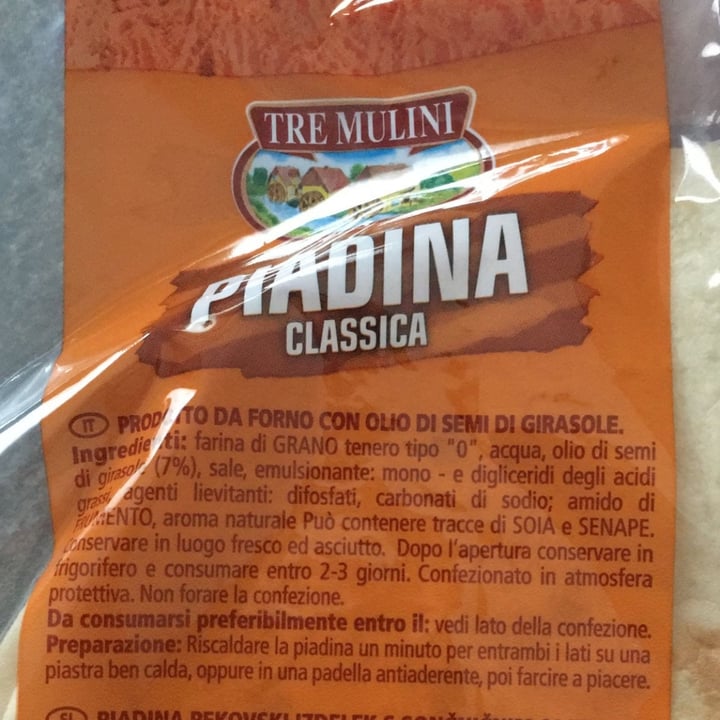 TRE MULINI
PIADINA
CLASSICA
IT PRODOTTO DA FORNO CON OLIO DI SEMI DI GIRASOLE.
Ingredienti: farina di GRANO tenero tipo "0", acqua, olio di semi
di girasole (7%), sale, emulsionante: mono - e digliceridi degli acidi
grassi, agenti lievitanti: difosfati, carbonati di sodio; amido di
FRUMENTO, aroma naturale Può contenere tracce di SOIA e SENAPE.
Conservare in luogo fresco ed asciutto. Dopo l'apertura conservare in
frigorifero e consumare entro 2-3 giorni. Confezionato in atmosfera
protettiva. Non forare la confezione.
Da consumarsi preferibilmente entro il: vedi lato della confezione.
Preparazione: Riscaldare la piadina un minuto per entrambi i lati su una
piastra ben calda, oppure in una padella antiaderente, poi farcire a piacere.
SL PIADINA PEKOVSKI IZDELEK S